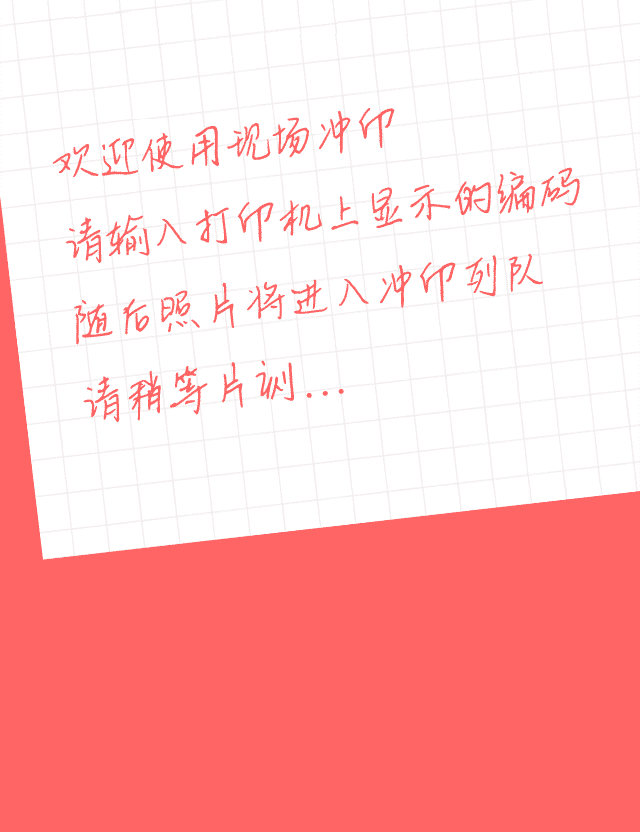 欢迎使用现场冲印
请输入打印机上显示的编码
随后照片将进入冲印列队
请稍等片刻...